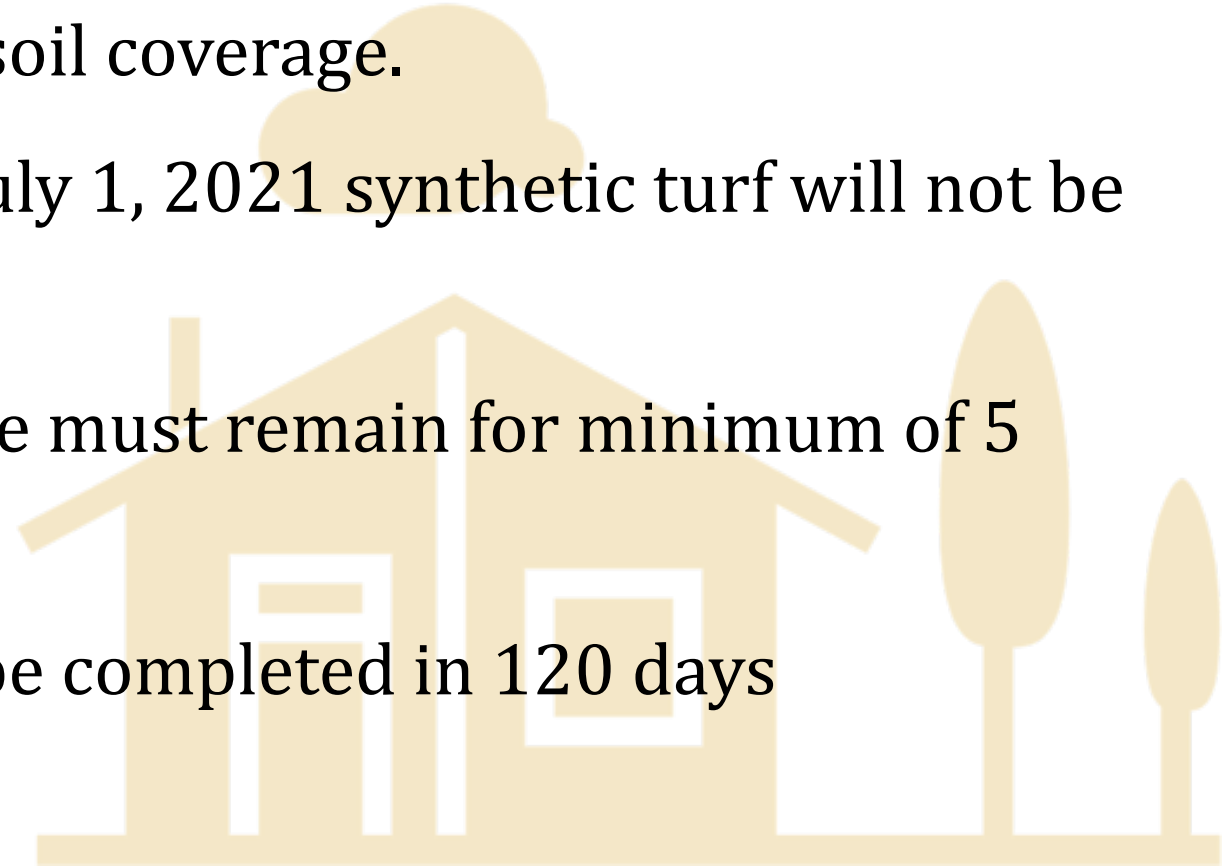 soil coverage.
uly 1, 2021 synthetic turf will not be
e must remain for minimum of 5
be completed in 120 days